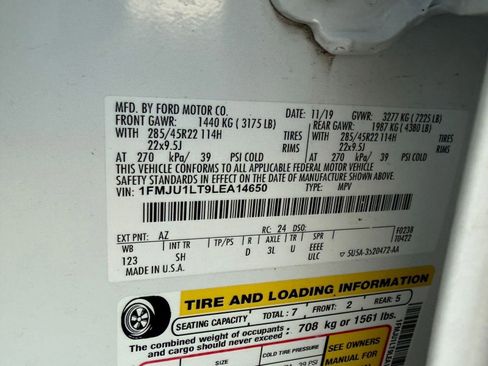 MFD. BY FORD MOTOR CO.
DATE: 11/19 GVWR: 3277 KG ( 7225 LB)
FRONT GAWR: 1440 KG ( 3175 LB) REAR GAWR: 1987 KG ( 4380 LB)
WITH 285/45R22 114H TIRES WITH 285/45R22 114H TIRES
22x9.5J RIMS 22x9.5J RIMS
AT 270 kPa/ 39 PSI COLD AT 270 kPa/ 39 PSI COLD
THIS VEHICLE CONFORMS TO ALL APPLICABLE FEDERAL MOTOR VEHICLE
SAFETY STANDARDS IN EFFECT ON THE DATE OF MANUFACTURE SHOWN ABOVE.
VIN: 1FMJU1LT9LEA14650 TYPE: MPV
EXT PNT: AZ RC: 24 DSO: F0238
WB INT TR TP/PS R AXLE TR SPR T0422
123 SH D 3L U EEEE
ULC 5U5A-3520472-AA
MADE IN U.S.A.
TIRE AND LOADING INFORMATION
SEATING CAPACITY TOTAL : 7 FRONT: 2 REAR: 5
The combined weight of occupants and cargo should never exceed : 708 kg or 1561 lbs.
SIZE COLD TIRE PRESSURE
SEE OWNERS
MANUAL FOR